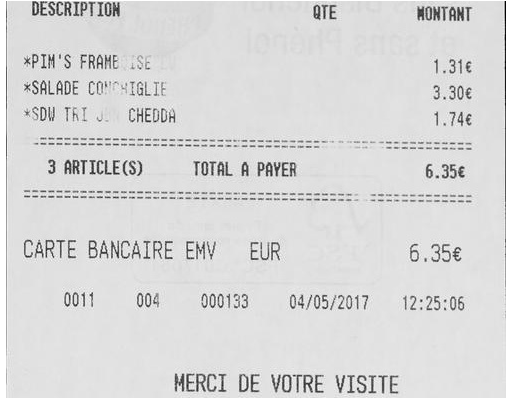 DESCRIPTION QTE MONTANT
*PIM'S FRAMBOISE 1.31€
*SALADE CONCHIGLIE 3.30€
*SDW TRI CHEDDA 1.74€
3 ARTICLE(S) TOTAL A PAYER 6.35€
CARTE BANCAIRE EMV EUR 6.35€
0011 004 000133 04/05/2017 12:25:06
MERCI DE VOTRE VISITE